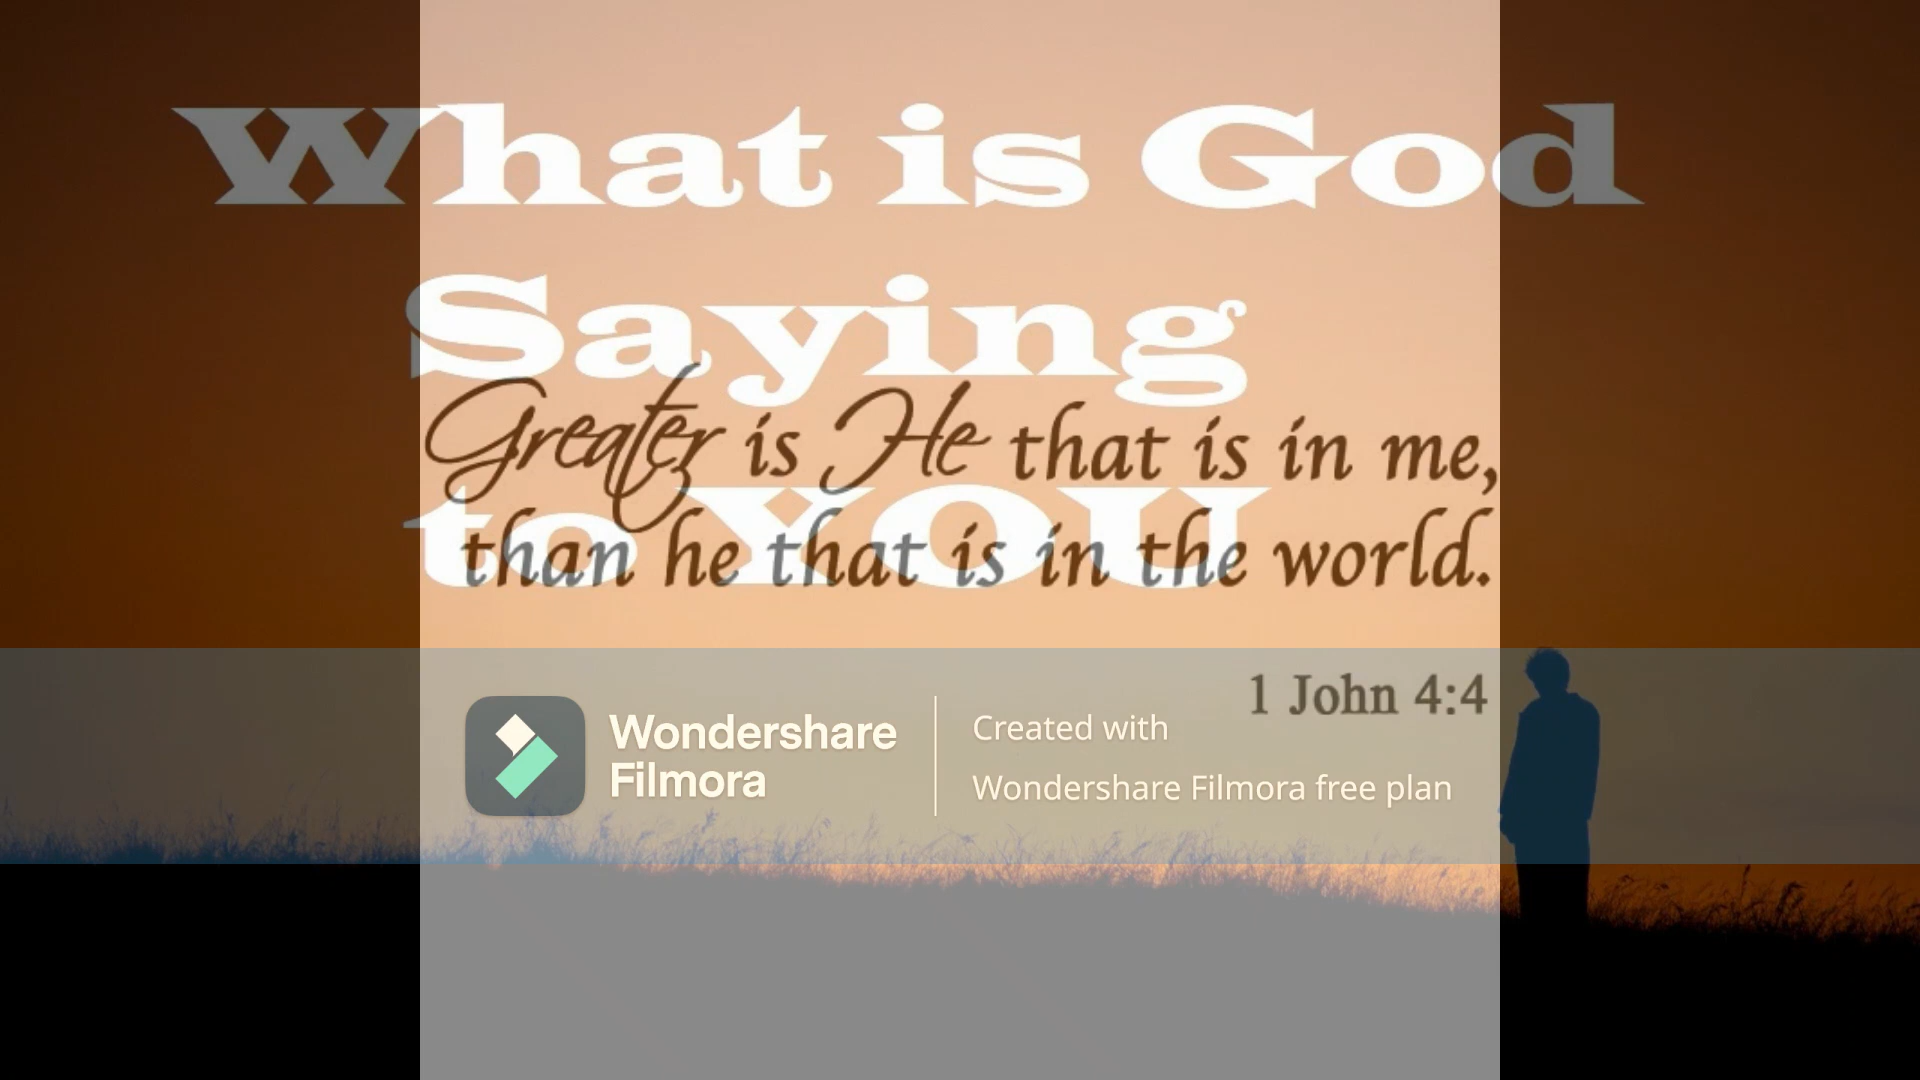 What is God
Saying
Greater is He that is in me,
to YOU
than he that is in the world.
1 John 4:4
Wondershare
Filmora
Created with
Wondershare Filmora free plan